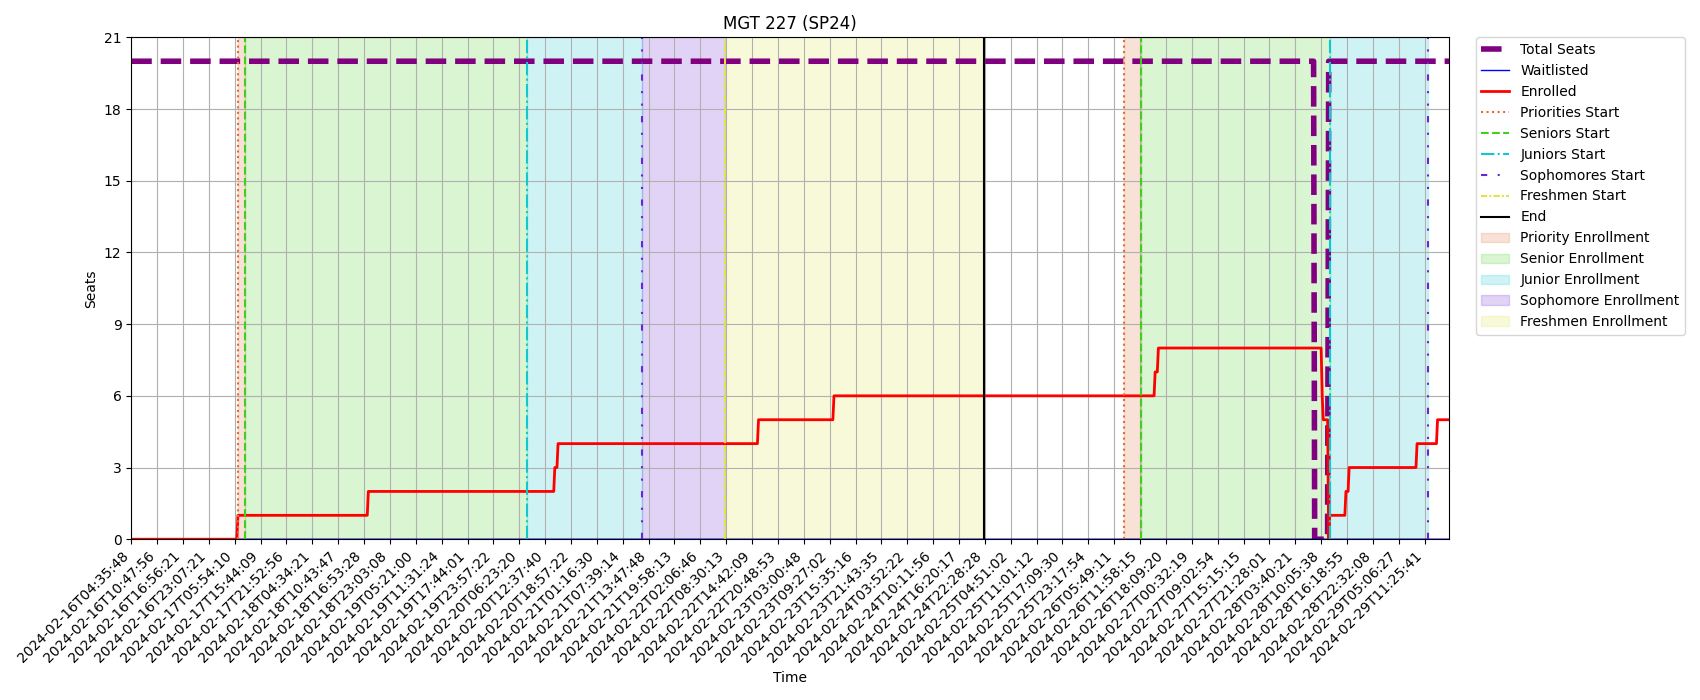 MGT 227 (SP24)
21
18
15
12
9
6
3
0
Seats
2024-02-16T04:35:48
2024-02-16T10:47:56
2024-02-16T16:56:21
2024-02-16T23:07:21
2024-02-17T05:54:10
2024-02-17T15:44:09
2024-02-17T21:52:56
2024-02-18T04:34:21
2024-02-18T10:43:47
2024-02-18T16:53:28
2024-02-18T23:03:08
2024-02-19T05:21:00
2024-02-19T11:31:24
2024-02-19T17:44:01
2024-02-19T23:57:22
2024-02-20T06:23:20
2024-02-20T12:37:40
2024-02-20T18:57:22
2024-02-21T01:16:30
2024-02-21T07:39:14
2024-02-21T13:47:48
2024-02-21T19:58:13
2024-02-22T02:06:46
2024-02-22T08:30:13
2024-02-22T14:42:09
2024-02-22T20:48:53
2024-02-23T03:00:48
2024-02-23T09:27:02
2024-02-23T15:35:16
2024-02-23T21:43:35
2024-02-24T03:52:22
2024-02-24T10:11:56
2024-02-24T16:20:17
2024-02-24T22:28:28
2024-02-25T04:51:02
2024-02-25T11:01:12
2024-02-25T17:09:30
2024-02-25T23:17:54
2024-02-26T05:49:11
2024-02-26T11:58:15
2024-02-26T18:09:20
2024-02-27T00:32:19
2024-02-27T09:02:54
2024-02-27T15:15:15
2024-02-27T21:28:01
2024-02-28T03:40:21
2024-02-28T10:05:38
2024-02-28T16:18:55
2024-02-28T22:32:08
2024-02-29T05:06:27
2024-02-29T11:25:41
Time
Total Seats
Waitlisted
Enrolled
Priorities Start
Seniors Start
Juniors Start
Sophomores Start
Freshmen Start
End
Priority Enrollment
Senior Enrollment
Junior Enrollment
Sophomore Enrollment
Freshmen Enrollment